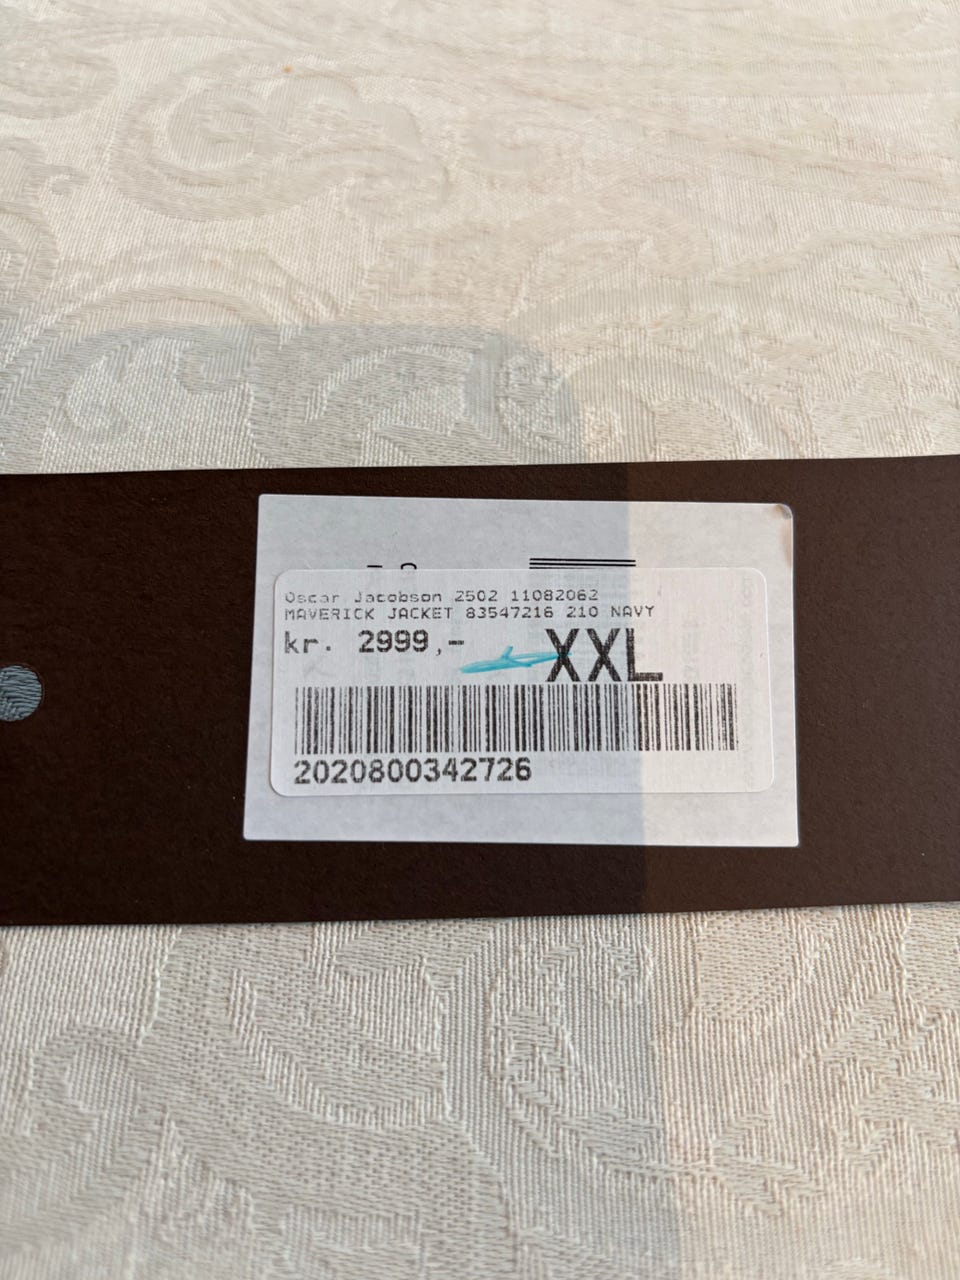 Oscar Jacobson 2502 11082062
MAVERICK JACKET 83547216 210 NAVY
kr. 2999,-
XXL
2020800342726